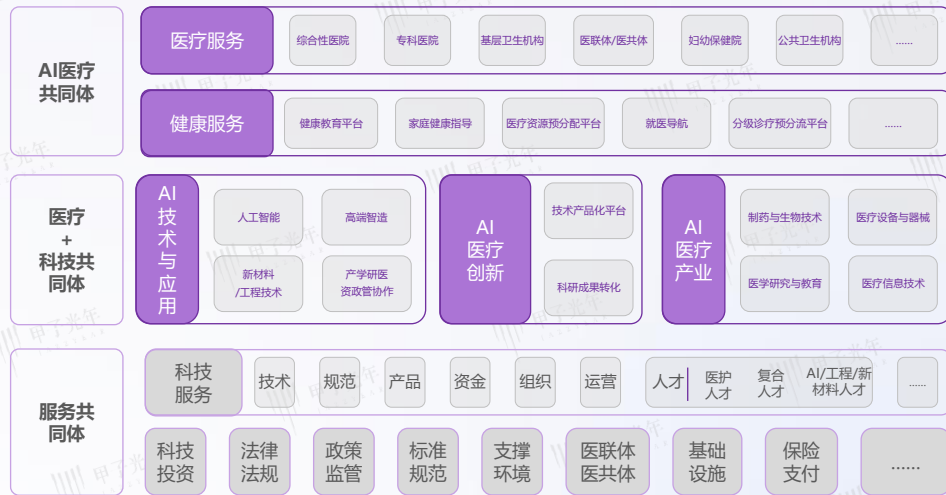 AI医疗
共同体
医疗服务
综合性医院
专科医院
基层卫生机构
医联体/医共体
妇幼保健院
公共卫生机构
......
健康服务
健康教育平台
家庭健康指导
医疗资源预分配平台
就医导航
分级诊疗预分流平台
......
医疗
+
科技共
同体
AI
技
术
与
应
用
人工智能
高端智造
新材料
/工程技术
产学研医
资政管协作
AI
医疗
创新
技术产品化平台
科研成果转化
AI
医疗
产业
制药与生物技术
医疗设备与器械
医学研究与教育
医疗信息技术
服务共
同体
科技
服务
技术
规范
产品
资金
组织
运营
人才
医护
人才
复合
人才
AI/工程/新
材料人才
......
科技
投资
法律
法规
政策
监管
标准
规范
支撑
环境
医联体
医共体
基础
设施
保险
支付
......
甲子光年